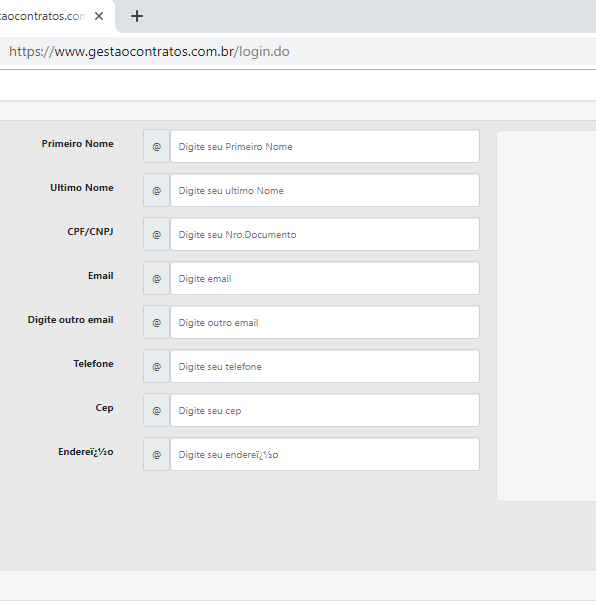 aocontratos.com
https://www.gestaocontratos.com.br/login.do
Primeiro Nome @ Digite seu Primeiro Nome
Ultimo Nome @ Digite seu ultimo Nome
CPF/CNPJ @ Digite seu Nro.Documento
Email @ Digite email
Digite outro email @ Digite outro email
Telefone @ Digite seu telefone
Cep @ Digite seu cep
Endereï¿½o @ Digite seu endereï¿½o